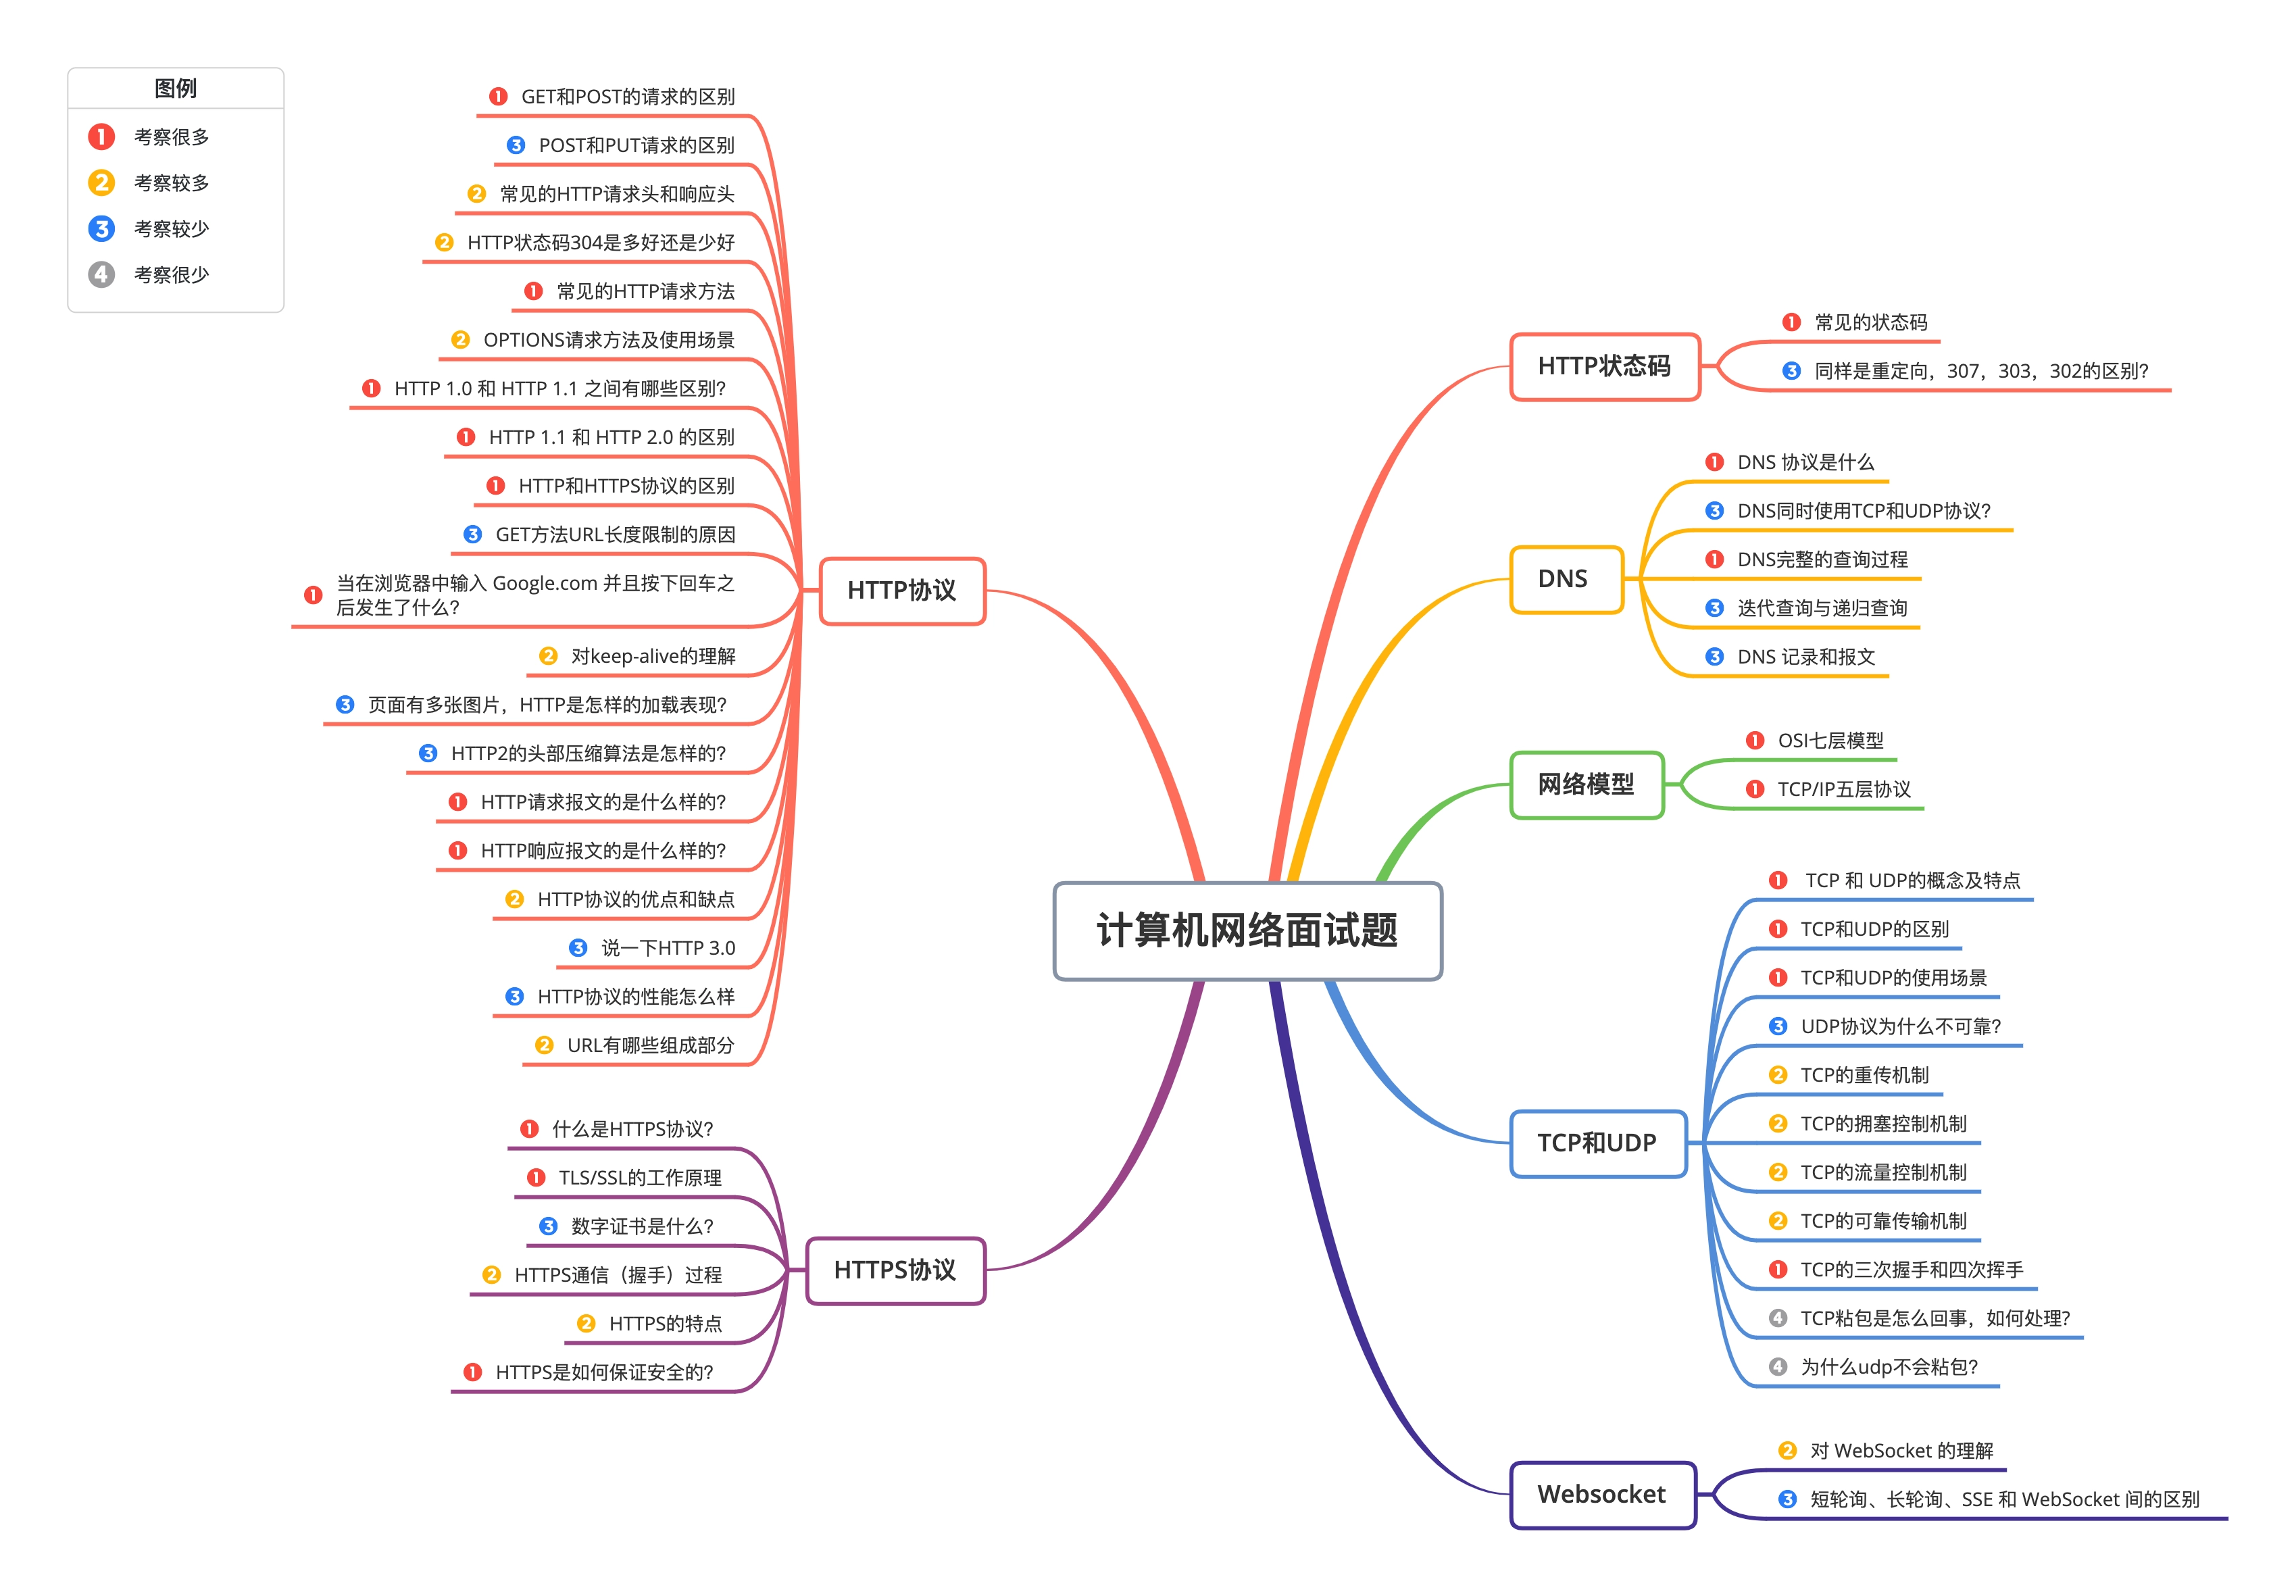 图例
1 考察很多
2 考察较多
3 考察较少
4 考察很少
计算机网络面试题
HTTP协议
1 GET和POST的请求的区别
3 POST和PUT请求的区别
2 常见的HTTP请求头和响应头
2 HTTP状态码304是多好还是少好
1 常见的HTTP请求方法
2 OPTIONS请求方法及使用场景
1 HTTP 1.0 和 HTTP 1.1 之间有哪些区别?
1 HTTP 1.1 和 HTTP 2.0 的区别
1 HTTP和HTTPS协议的区别
3 GET方法URL长度限制的原因
1 当在浏览器中输入 Google.com 并且按下回车之
后发生了什么?
2 对keep-alive的理解
3 页面有多张图片，HTTP是怎样的加载表现?
3 HTTP2的头部压缩算法是怎样的?
1 HTTP请求报文的是什么样的?
1 HTTP响应报文的是什么样的?
2 HTTP协议的优点和缺点
3 说一下HTTP 3.0
3 HTTP协议的性能怎么样
2 URL有哪些组成部分
HTTPS协议
1 什么是HTTPS协议?
1 TLS/SSL的工作原理
3 数字证书是什么?
2 HTTPS通信（握手）过程
2 HTTPS的特点
1 HTTPS是如何保证安全的?
HTTP状态码
1 常见的状态码
3 同样是重定向，307，303，302的区别?
DNS
1 DNS 协议是什么
3 DNS同时使用TCP和UDP协议?
1 DNS完整的查询过程
3 迭代查询与递归查询
3 DNS 记录和报文
网络模型
1 OSI七层模型
1 TCP/IP五层协议
TCP和UDP
1 TCP 和 UDP的概念及特点
1 TCP和UDP的区别
1 TCP和UDP的使用场景
3 UDP协议为什么不可靠?
2 TCP的重传机制
2 TCP的拥塞控制机制
2 TCP的流量控制机制
2 TCP的可靠传输机制
1 TCP的三次握手和四次挥手
4 TCP粘包是怎么回事，如何处理?
4 为什么udp不会粘包?
Websocket
2 对 WebSocket 的理解
3 短轮询、长轮询、SSE 和 WebSocket 间的区别